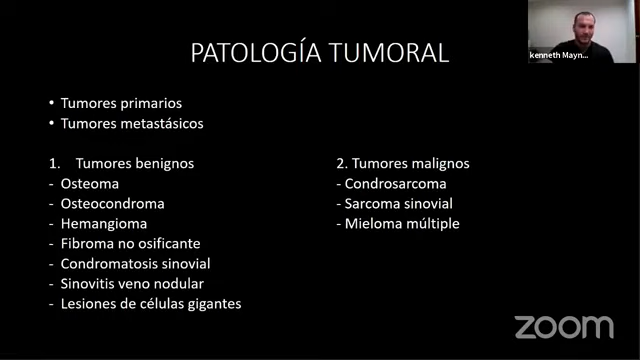 PATOLOGÍA TUMORAL
kenneth Mayn...
• Tumores primarios
• Tumores metastásicos
1. Tumores benignos
- Osteoma
- Osteocondroma
- Hemangioma
- Fibroma no osificante
- Condromatosis sinovial
- Sinovitis veno nodular
- Lesiones de células gigantes
2. Tumores malignos
- Condrosarcoma
- Sarcoma sinovial
- Mieloma múltiple
zoom